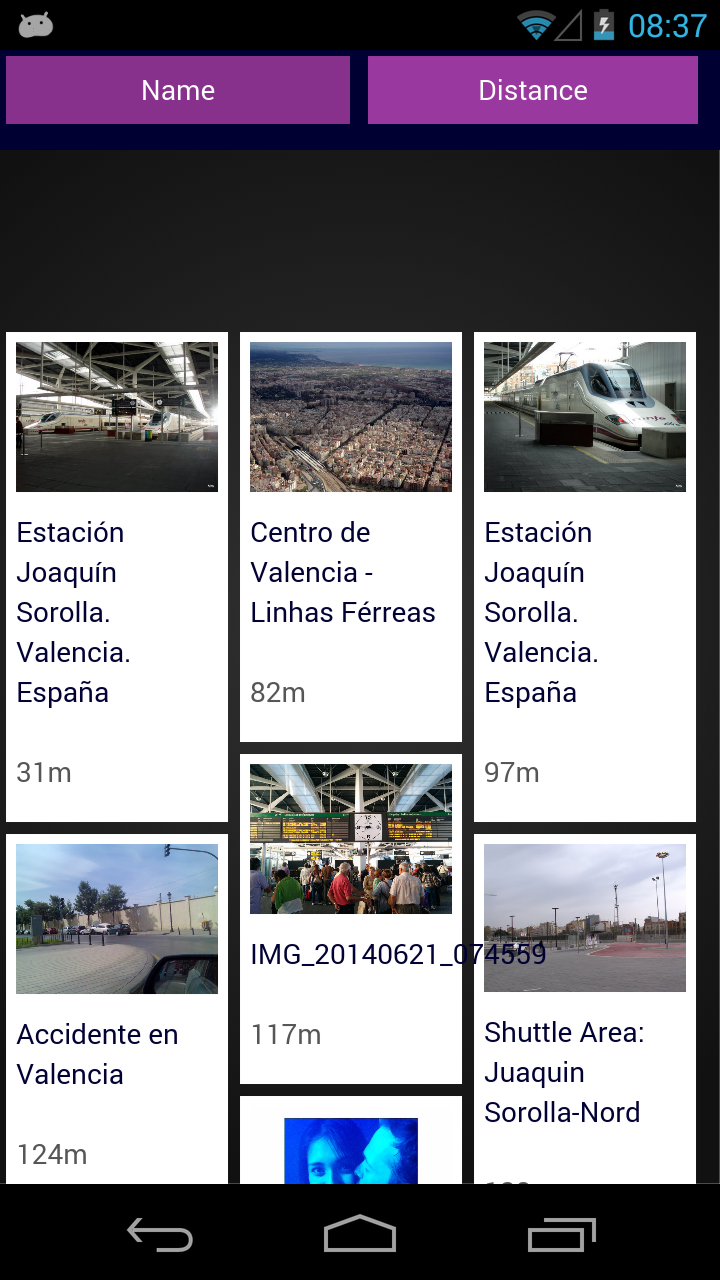 08:37
Name
Distance
Estación
Joaquín
Sorolla.
Valencia.
España
31m
Centro de
Valencia -
Linhas Férreas
82m
Estación
Joaquín
Sorolla.
Valencia.
España
97m
Accidente en
Valencia
124m
IMG_20140621_074559
117m
Shuttle Area:
Juaquin
Sorolla-Nord